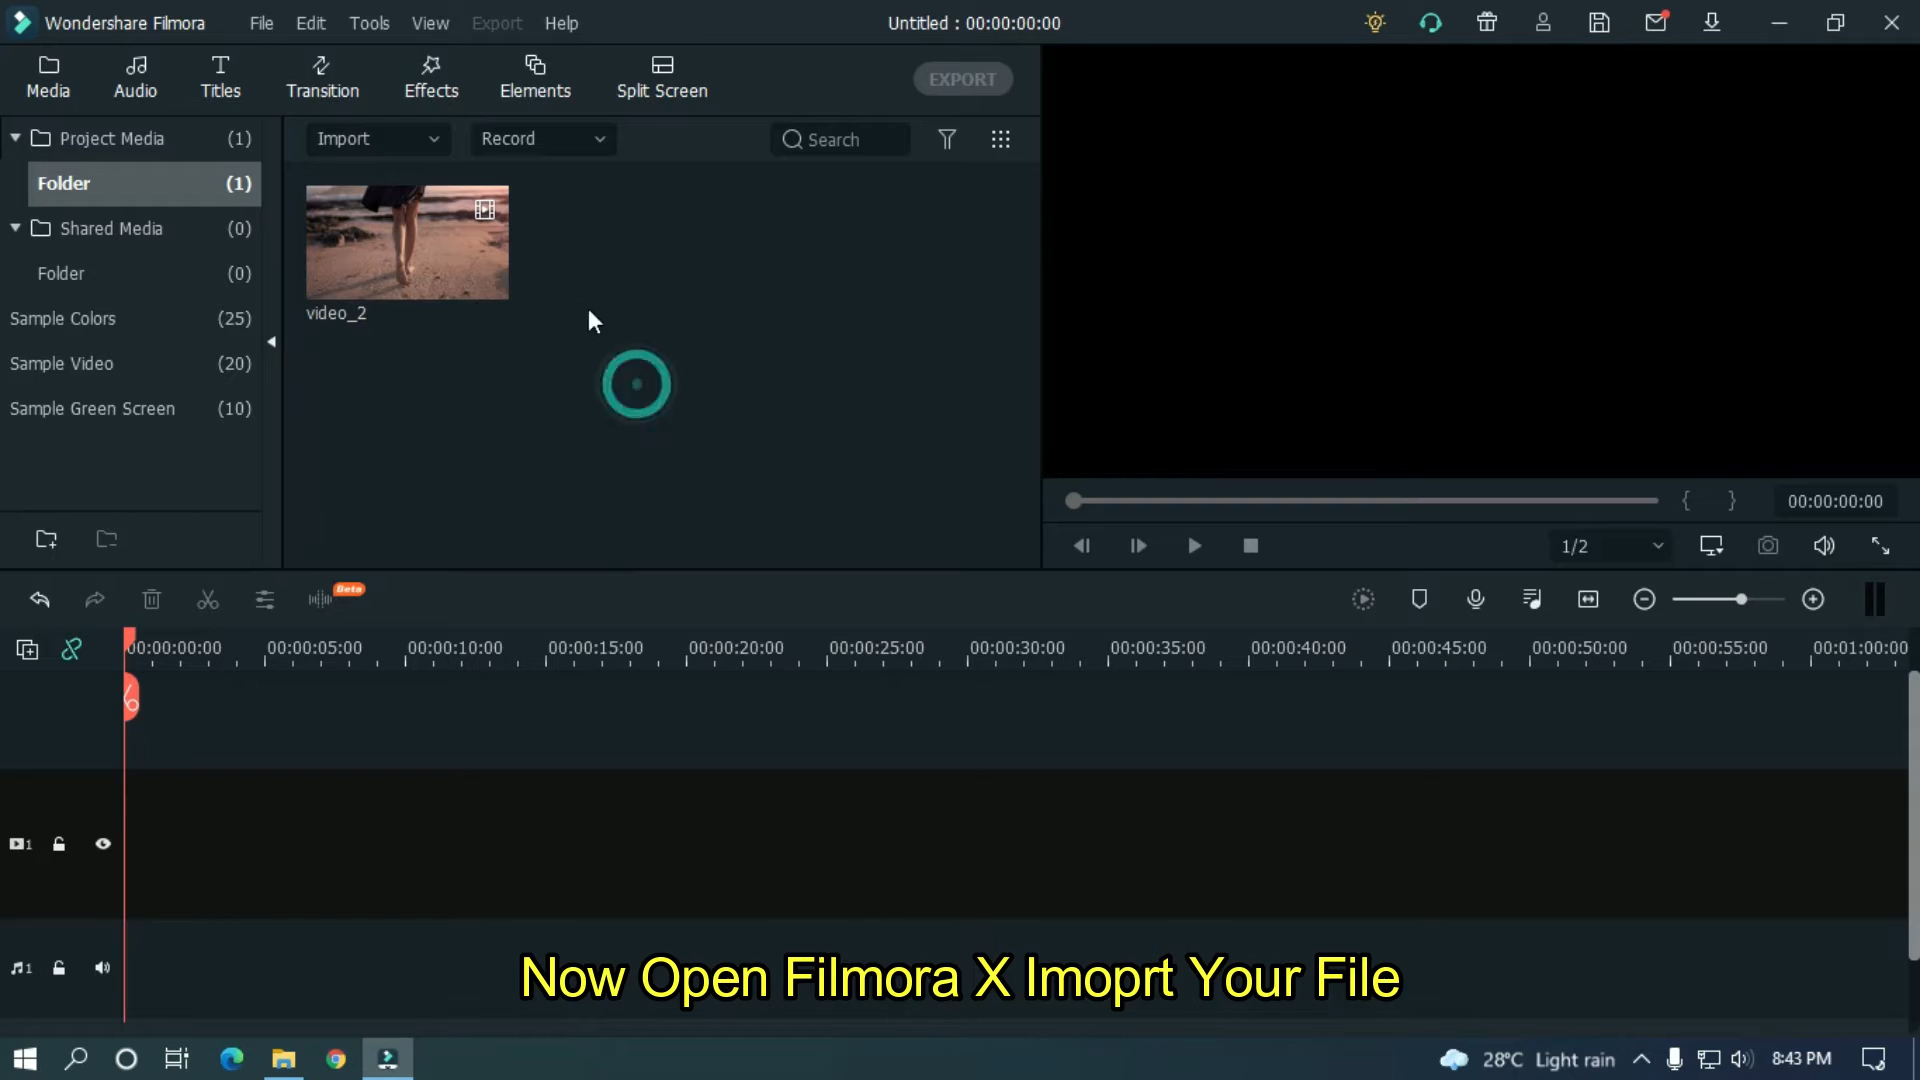 Wondershare Filmora File Edit Tools View Export Help Untitled : 00:00:00:00
Media Audio Titles Transition Effects Elements Split Screen EXPORT
Project Media (1)
Folder (1)
Shared Media (0)
Folder (0)
Sample Colors (25)
Sample Video (20)
Sample Green Screen (10)
Import Record Search
video_2
{ } 00:00:00:00
1/2
Beta
00:00:00:00 00:00:05:00 00:00:10:00 00:00:15:00 00:00:20:00 00:00:25:00 00:00:30:00 00:00:35:00 00:00:40:00 00:00:45:00 00:00:50:00 00:00:55:00 00:01:00:00
1
1
Now Open Filmora X Imoprt Your File
28°C Light rain 8:43 PM